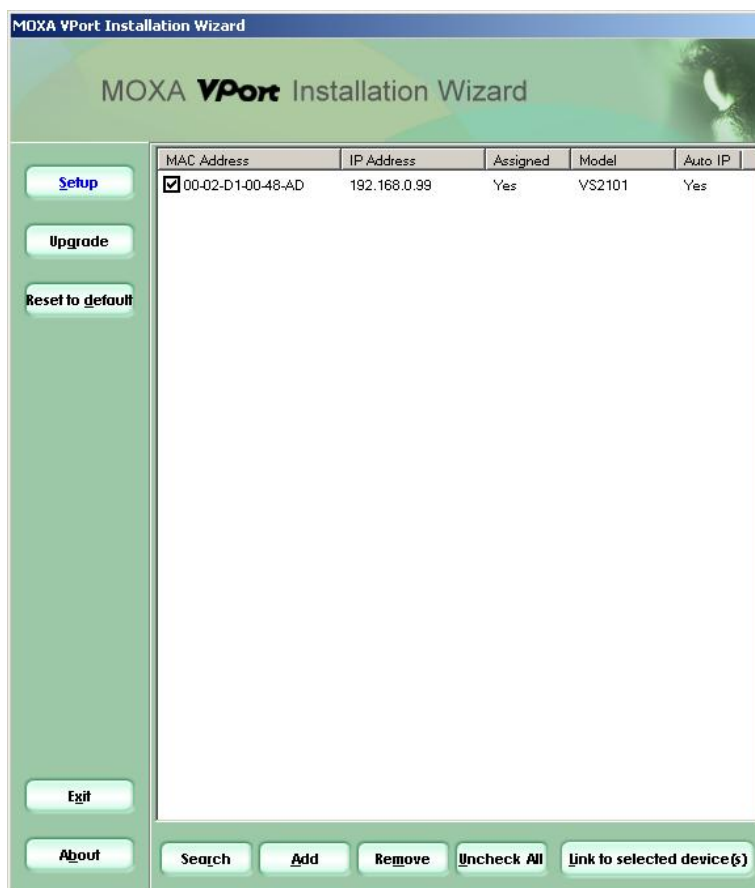 MOXA VPort Installation Wizard
MOXA VPort Installation Wizard
MAC Address IP Address Assigned Model Auto IP
00-02-D1-00-48-AD 192.168.0.99 Yes VS2101 Yes
Setup
Upgrade
Reset to default
Exit
About
Search Add Remove Uncheck All Link to selected device(s)